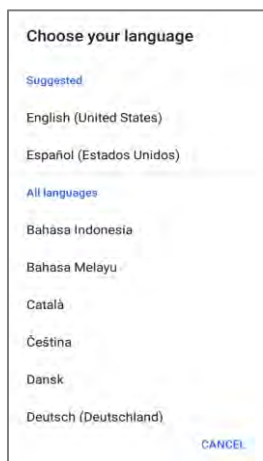 Choose your language
Suggested
English (United States)
Español (Estados Unidos)
All languages
Bahasa Indonesia
Bahasa Melayu
Català
Čeština
Dansk
Deutsch (Deutschland)
CANCEL